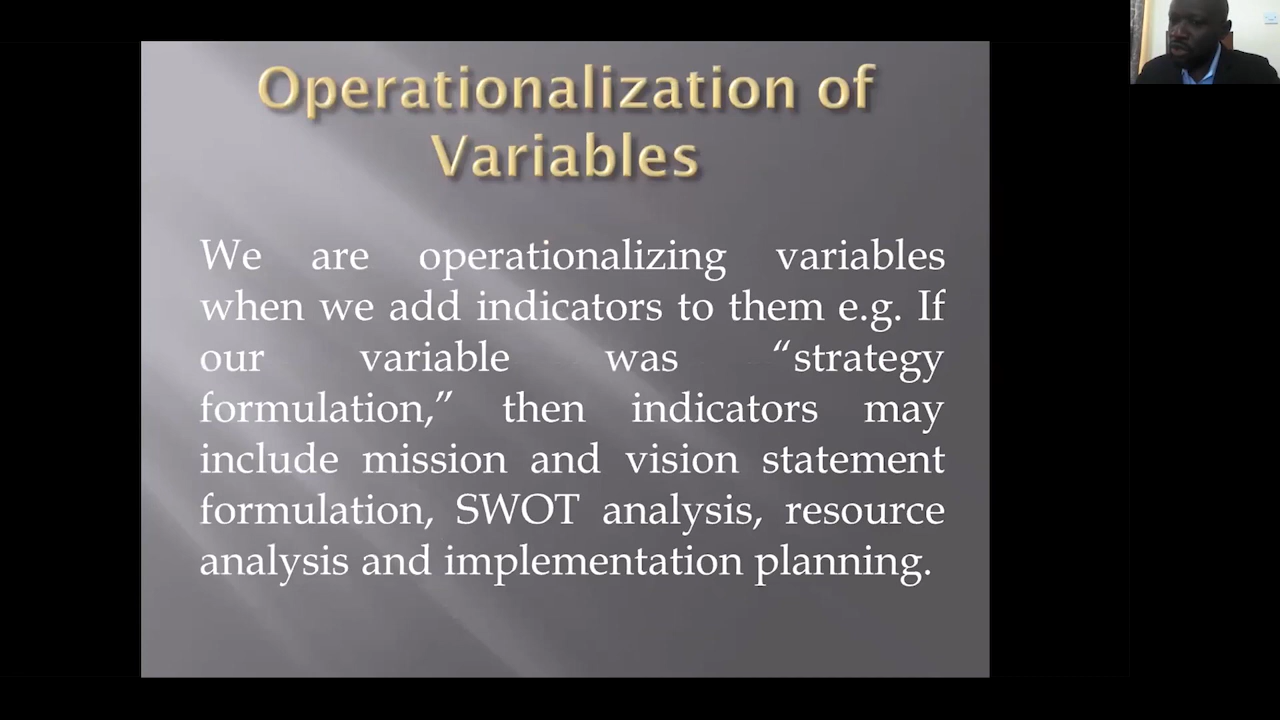 Operationalization of
Variables
We are operationalizing variables
when we add indicators to them e.g. If
our variable was “strategy
formulation,” then indicators may
include mission and vision statement
formulation, SWOT analysis, resource
analysis and implementation planning.